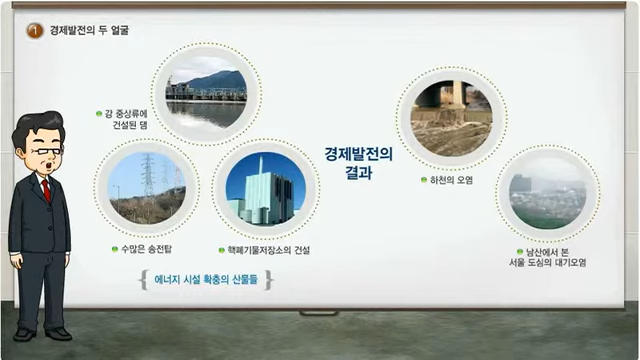 1 경제발전의 두 얼굴
강 중상류에
건설된 댐
수많은 송전탑
핵폐기물저장소의 건설
{ 에너지 시설 확충의 산물들 }
경제발전의
결과
하천의 오염
남산에서 본
서울 도심의 대기오염